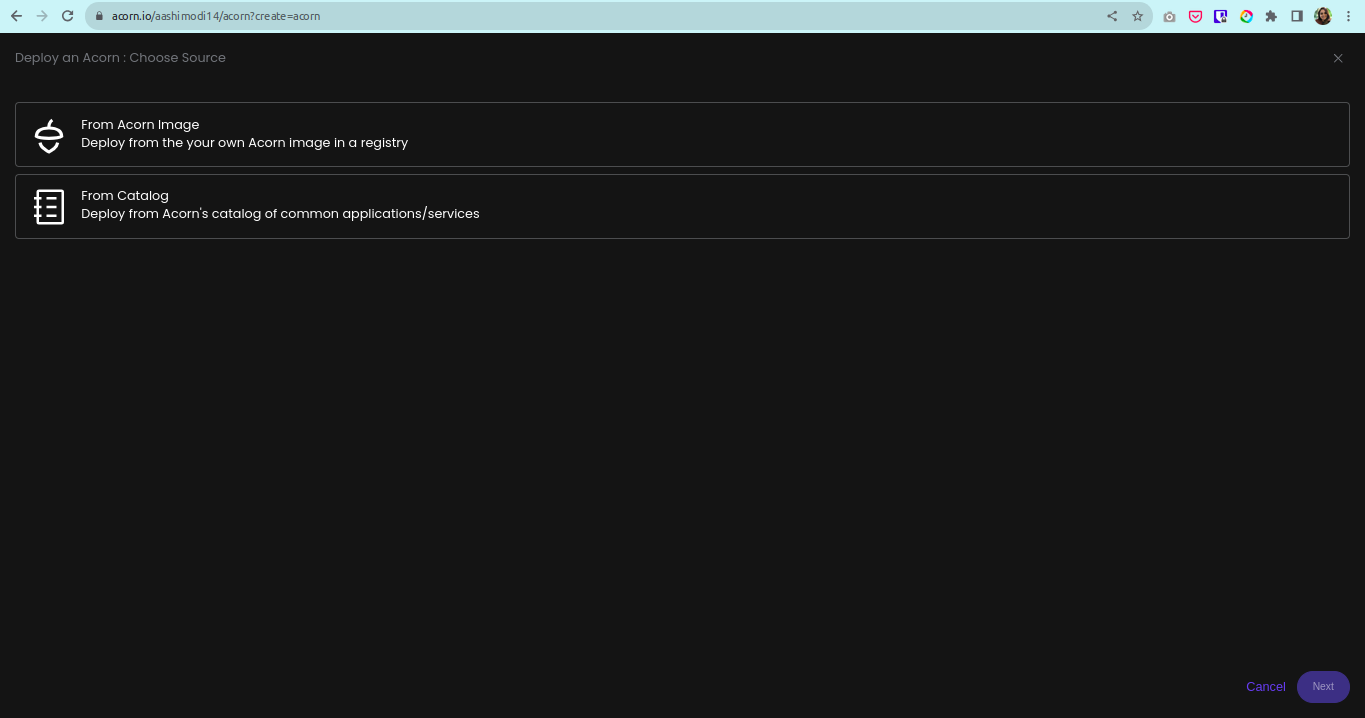 acorn.io/aashimodi14/acorn?create=acorn
Deploy an Acorn : Choose Source
From Acorn Image
Deploy from the your own Acorn image in a registry
From Catalog
Deploy from Acorn's catalog of common applications/services
Cancel
Next